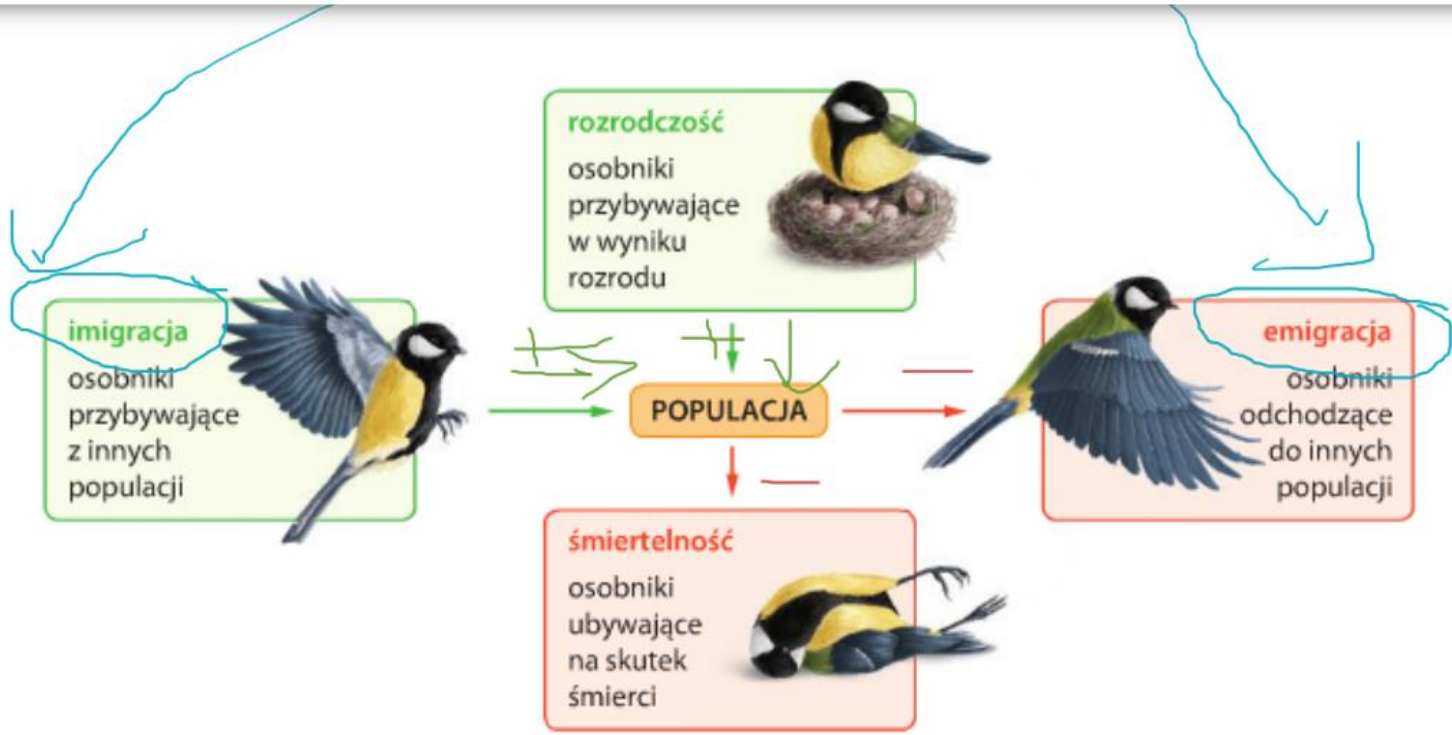 rozrodczość
osobniki
przybywające
w wyniku
rozrodu
imigracja
osobniki
przybywające
z innych
populacji
+
+
POPULACJA
—
emigracja
osobniki
odchodzące
do innych
populacji
—
śmiertelność
osobniki
ubywające
na skutek
śmierci